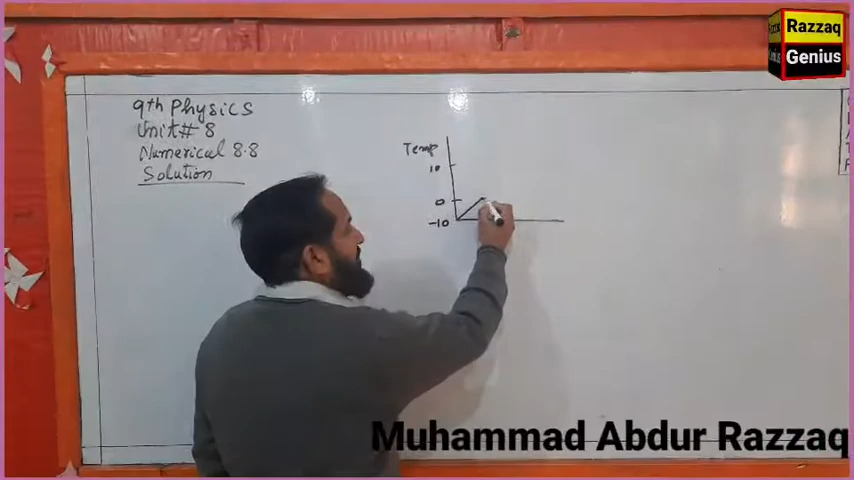 9th Physics
Unit # 8
Numerical 8.8
Solution
Temp
10
0
-10
RAZZAQ
Genius
Muhammad Abdur Razzaq